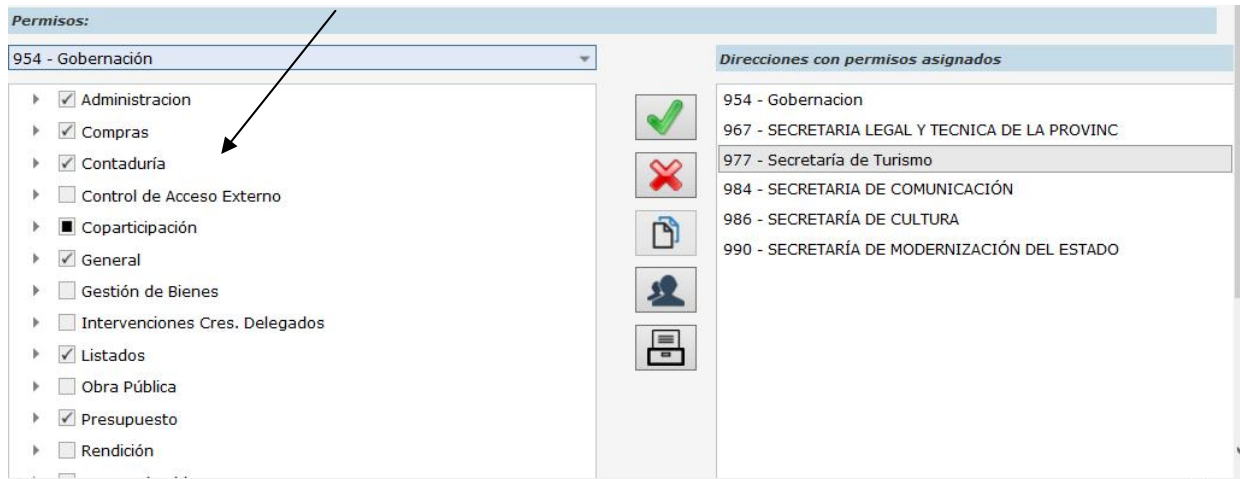 Permisos:
954 - Gobernación
Administracion
Compras
Contaduría
Control de Acceso Externo
Coparticipación
General
Gestión de Bienes
Intervenciones Cres. Delegados
Listados
Obra Pública
Presupuesto
Rendición
Direcciones con permisos asignados
954 - Gobernacion
967 - SECRETARIA LEGAL Y TECNICA DE LA PROVINC
977 - Secretaría de Turismo
984 - SECRETARIA DE COMUNICACIÓN
986 - SECRETARÍA DE CULTURA
990 - SECRETARÍA DE MODERNIZACIÓN DEL ESTADO